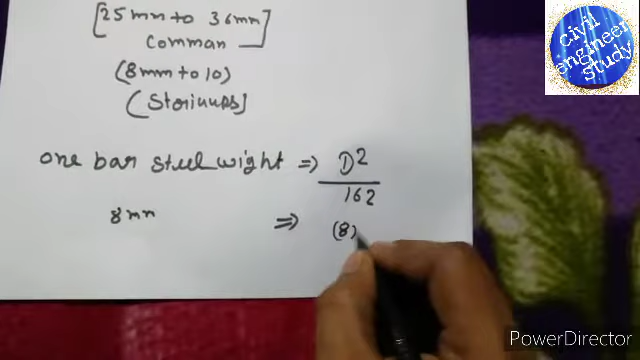 [25mm to 36mm]
Comman
(8mm to 10)
(Storiuups]
one bar steel wight ⇒ D²
162
8mm ⇒ (8)
civil
engineer
study
PowerDirector